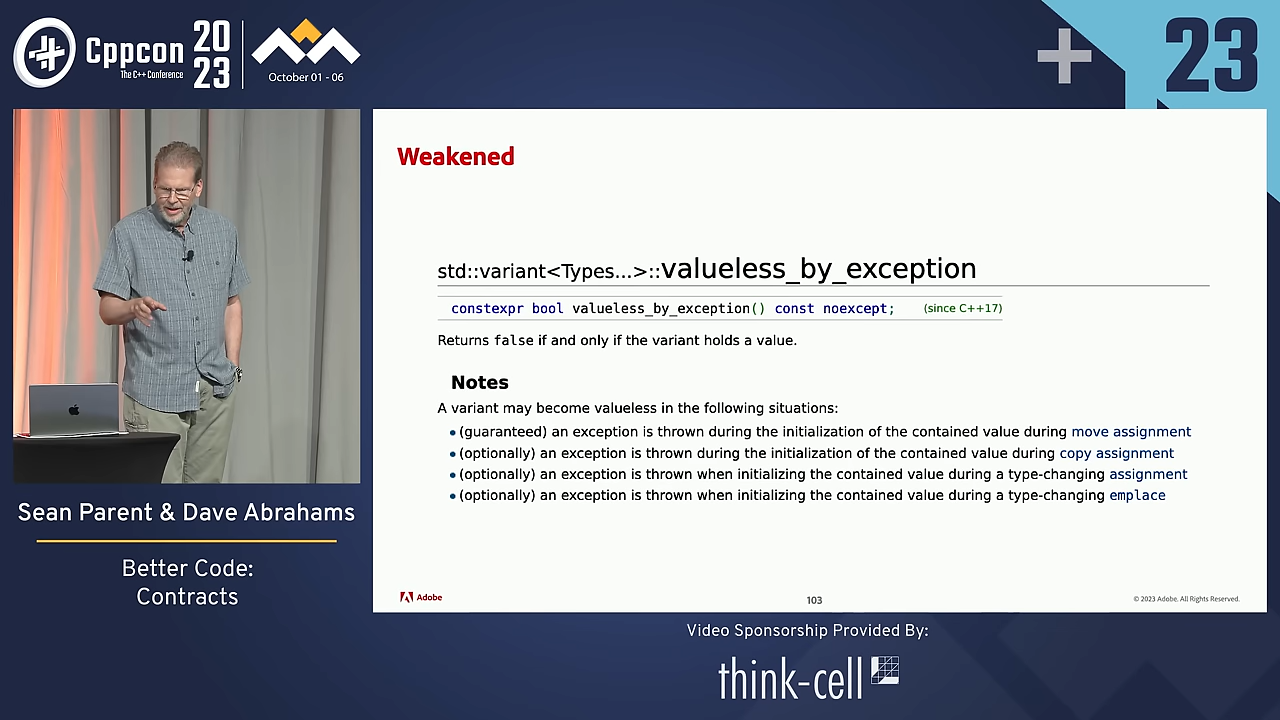 Cppcon
The C++ Conference
20
23
October 01 - 06
23
Weakened
std::variant<Types...>::valueless_by_exception
constexpr bool valueless_by_exception() const noexcept; (since C++17)
Returns false if and only if the variant holds a value.
Notes
A variant may become valueless in the following situations:
• (guaranteed) an exception is thrown during the initialization of the contained value during move assignment
• (optionally) an exception is thrown during the initialization of the contained value during copy assignment
• (optionally) an exception is thrown when initializing the contained value during a type-changing assignment
• (optionally) an exception is thrown when initializing the contained value during a type-changing emplace
Adobe
103
© 2023 Adobe. All Rights Reserved.
Sean Parent & Dave Abrahams
Better Code:
Contracts
Video Sponsorship Provided By:
think-cell